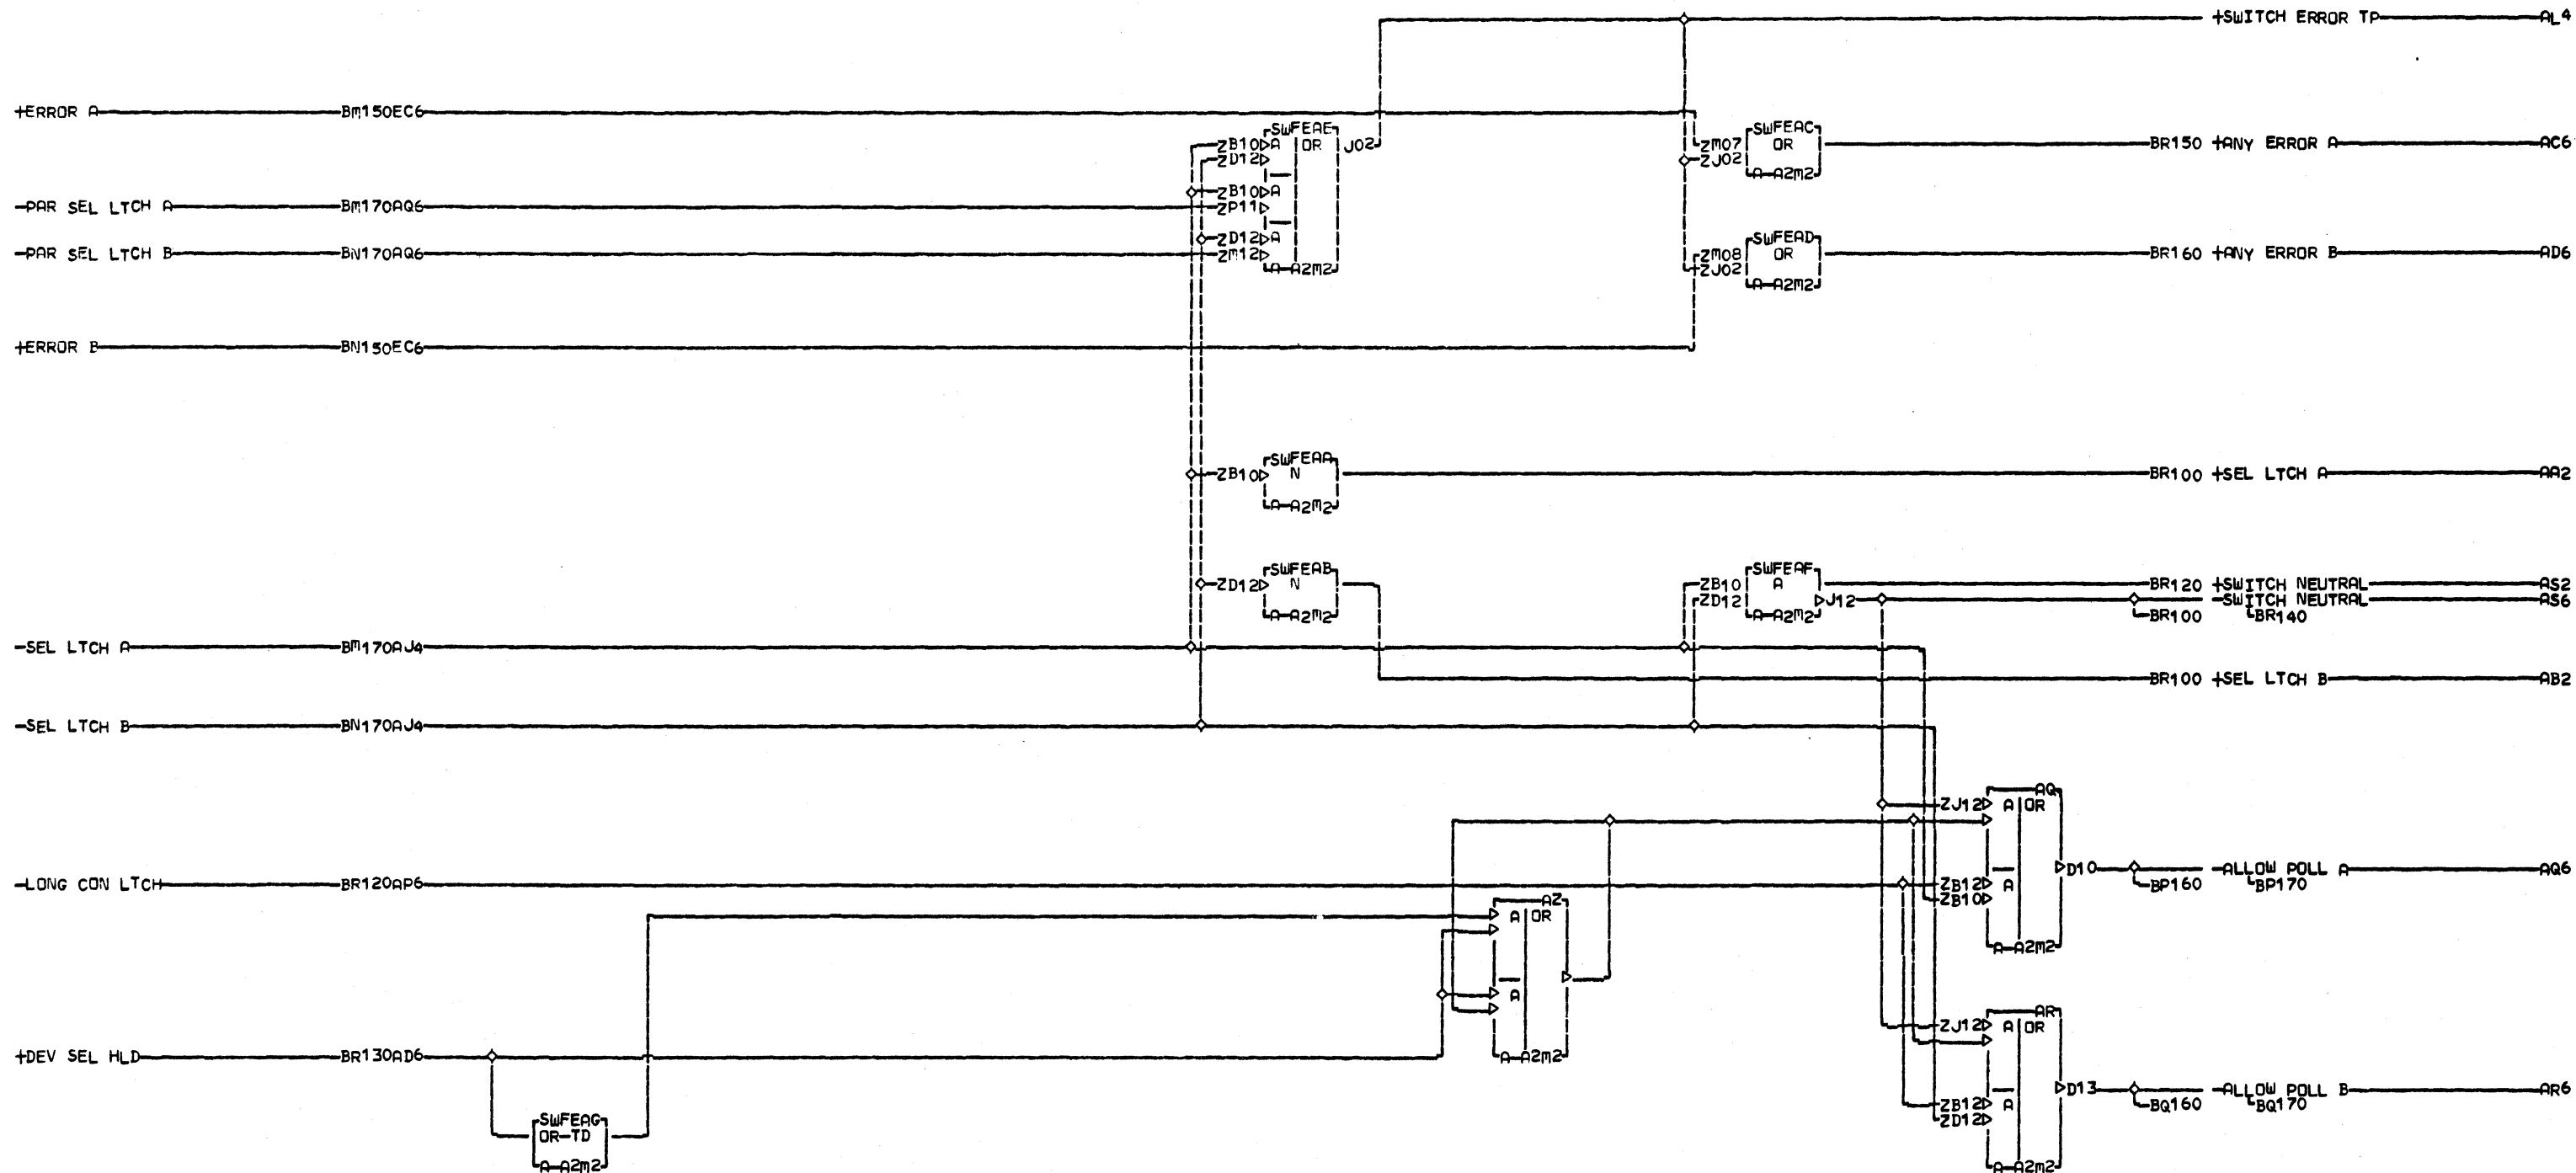 +SWITCH ERROR TP AL4
+ERROR A BM150EC6
SWFEAE
ZB10 A OR J02
ZD12
ZB10 A
ZP11
ZD12 A
ZM12
A-A2M2
SWFEAC
ZM07 OR BR150 +ANY ERROR A AC6
ZJ02
A-A2M2
-PAR SEL LTCH A BM170AQ6
-PAR SEL LTCH B BN170AQ6
SWFEAD
ZM08 OR BR160 +ANY ERROR B AD6
ZJ02
A-A2M2
+ERROR B BN150EC6
SWFEAA
ZB10 N BR100 +SEL LTCH A AA2
A-A2M2
SWFEAB
ZD12 N
A-A2M2
SWFEAF
ZB10 A BR120 +SWITCH NEUTRAL AS2
ZD12 J12 -SWITCH NEUTRAL AS6
A-A2M2 BR100 BR140
-SEL LTCH A BM170AJ4
BR100 +SEL LTCH B AB2
-SEL LTCH B BN170AJ4
AQ
ZJ12 A OR
D10 -ALLOW POLL A AQ6
BP160 BP170
-LONG CON LTCH BR120AP6
ZB12 A
ZB10
A-A2M2
AZ
A OR
A
A-A2M2
AR
ZJ12 A OR
+DEV SEL HLD BR130AD6
D13 -ALLOW POLL B AR6
BQ160 BQ170
ZB12 A
ZD12
A-A2M2
SWFEAG
OR-TD
A-A2M2